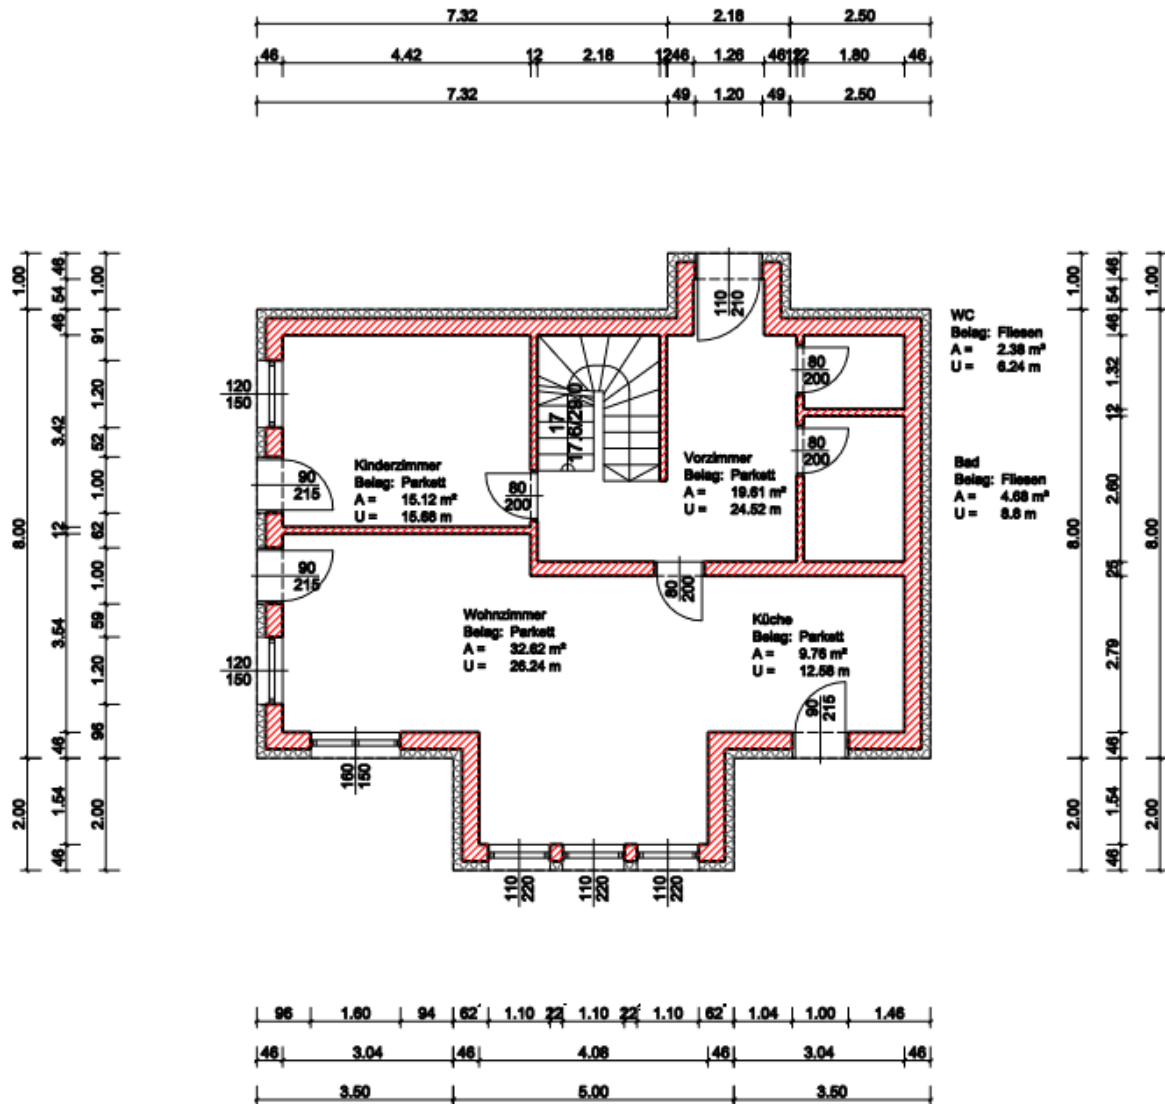 7.32 2.18 2.50
46 4.42 12 2.18 12 46 1.26 46 12 12 1.80 46
7.32 49 1.20 49 2.50
1.00 8.00 2.00
46 54 46 3.42 12 3.54 46 1.54 46
1.00 91 1.20 52 1.00 62 1.00 59 1.20 96 2.00
110
210
120
150
90
215
90
215
120
150
80
200
80
200
80
200
80
200
17
17.6/29.0
Kinderzimmer
Belag: Parkett
A = 15.12 m²
U = 15.68 m
Vorzimmer
Belag: Parkett
A = 19.61 m²
U = 24.52 m
WC
Belag: Fliesen
A = 2.38 m²
U = 6.24 m
Bad
Belag: Fliesen
A = 4.68 m²
U = 8.8 m
Wohnzimmer
Belag: Parkett
A = 32.62 m²
U = 26.24 m
Küche
Belag: Parkett
A = 9.76 m²
U = 12.58 m
90
215
160
150
110
220
110
220
110
220
1.00 8.00 2.00
46 54 46 1.32 12 2.60 26 2.79 46 1.54 46
1.00 8.00 2.00
96 1.60 94 62 1.10 22 1.10 22 1.10 62 1.04 1.00 1.46
46 3.04 46 4.08 46 3.04 46
3.50 5.00 3.50